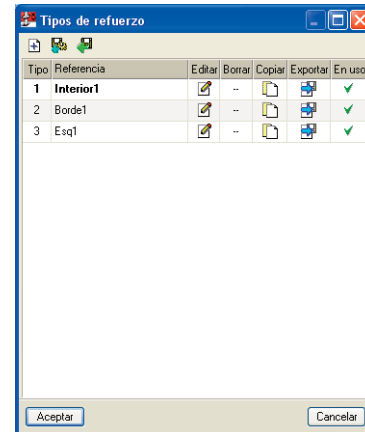 Tipos de refuerzo
Tipo Referencia Editar Borrar Copiar Exportar En uso
1 Interior1 --
2 Borde1 --
3 Esq1 --
Aceptar Cancelar